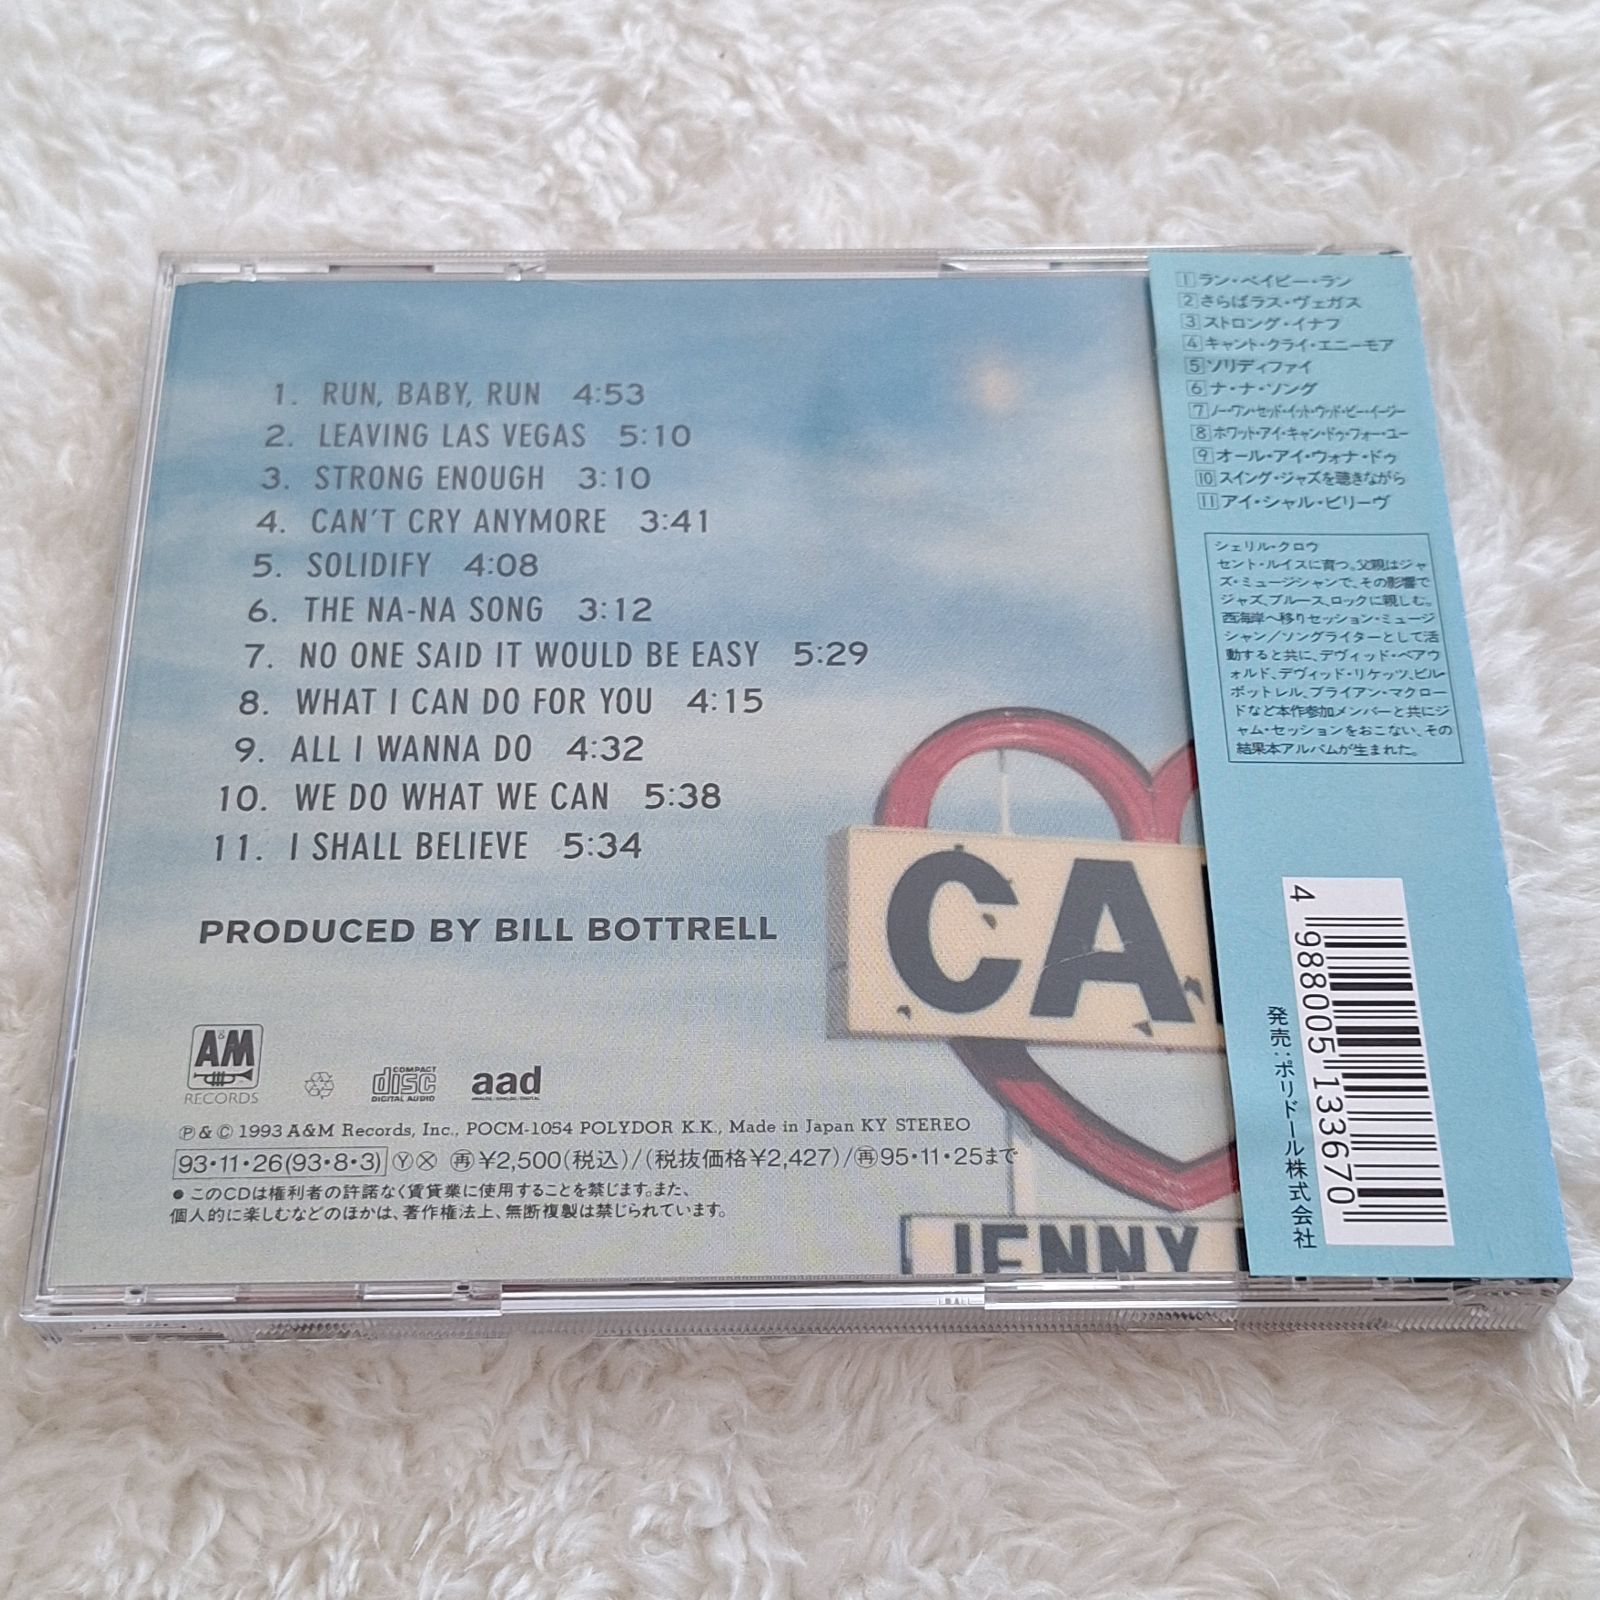 1. RUN, BABY, RUN 4:53
2. LEAVING LAS VEGAS 5:10
3. STRONG ENOUGH 3:10
4. CAN'T CRY ANYMORE 3:41
5. SOLIDIFY 4:08
6. THE NA-NA SONG 3:12
7. NO ONE SAID IT WOULD BE EASY 5:29
8. WHAT I CAN DO FOR YOU 4:15
9. ALL I WANNA DO 4:32
10. WE DO WHAT WE CAN 5:38
11. I SHALL BELIEVE 5:34
PRODUCED BY BILL BOTTRELL
A&M
RECORDS
COMPACT
disc
DIGITAL AUDIO
aad
ANALOG/ANALOG/DIGITAL
Ⓟ & © 1993 A&M Records, Inc., POCM-1054 POLYDOR K.K., Made in Japan KY STEREO
93・11・26(93・8・3) Ⓨ㊇ ㊢¥2,500(税込)/(税抜価格¥2,427)/㊢95・11・25まで
●このCDは権利者の許諾なく賃貸業に使用することを禁じます。また、
個人的に楽しむなどのほかは、著作権法上、無断複製は禁じられています。
CA
JENNY
1 ラン・ベイビー・ラン
2 さらばラス・ヴェガス
3 ストロング・イナフ
4 キャント・クライ・エニーモア
5 ソリディファイ
6 ナ・ナ・ソング
7 ノー・ワン・セッド・イット・ウッド・ビー・イージー
8 ホワット・アイ・キャン・ドゥ・フォー・ユー
9 オール・アイ・ウォナ・ドゥ
10 スイング・ジャズを聴きながら
11 アイ・シャル・ビリーヴ
シェリル・クロウ
セント・ルイスに育つ。父親はジャ
ズ・ミュージシャンで、その影響で
ジャズ、ブルース、ロックに親しむ。
西海岸へ移りセッション・ミュージ
シャン/ソングライターとして活
動すると共に、デヴィッド・ベアウ
ォルド、デヴィッド・リケッツ、ビル・
ボットレル、ブライアン・マクロー
ドなど本作参加メンバーと共にジ
ャム・セッションをおこない、その
結果本アルバムが生まれた。
4 988005 133670
発売：ポリドール株式会社